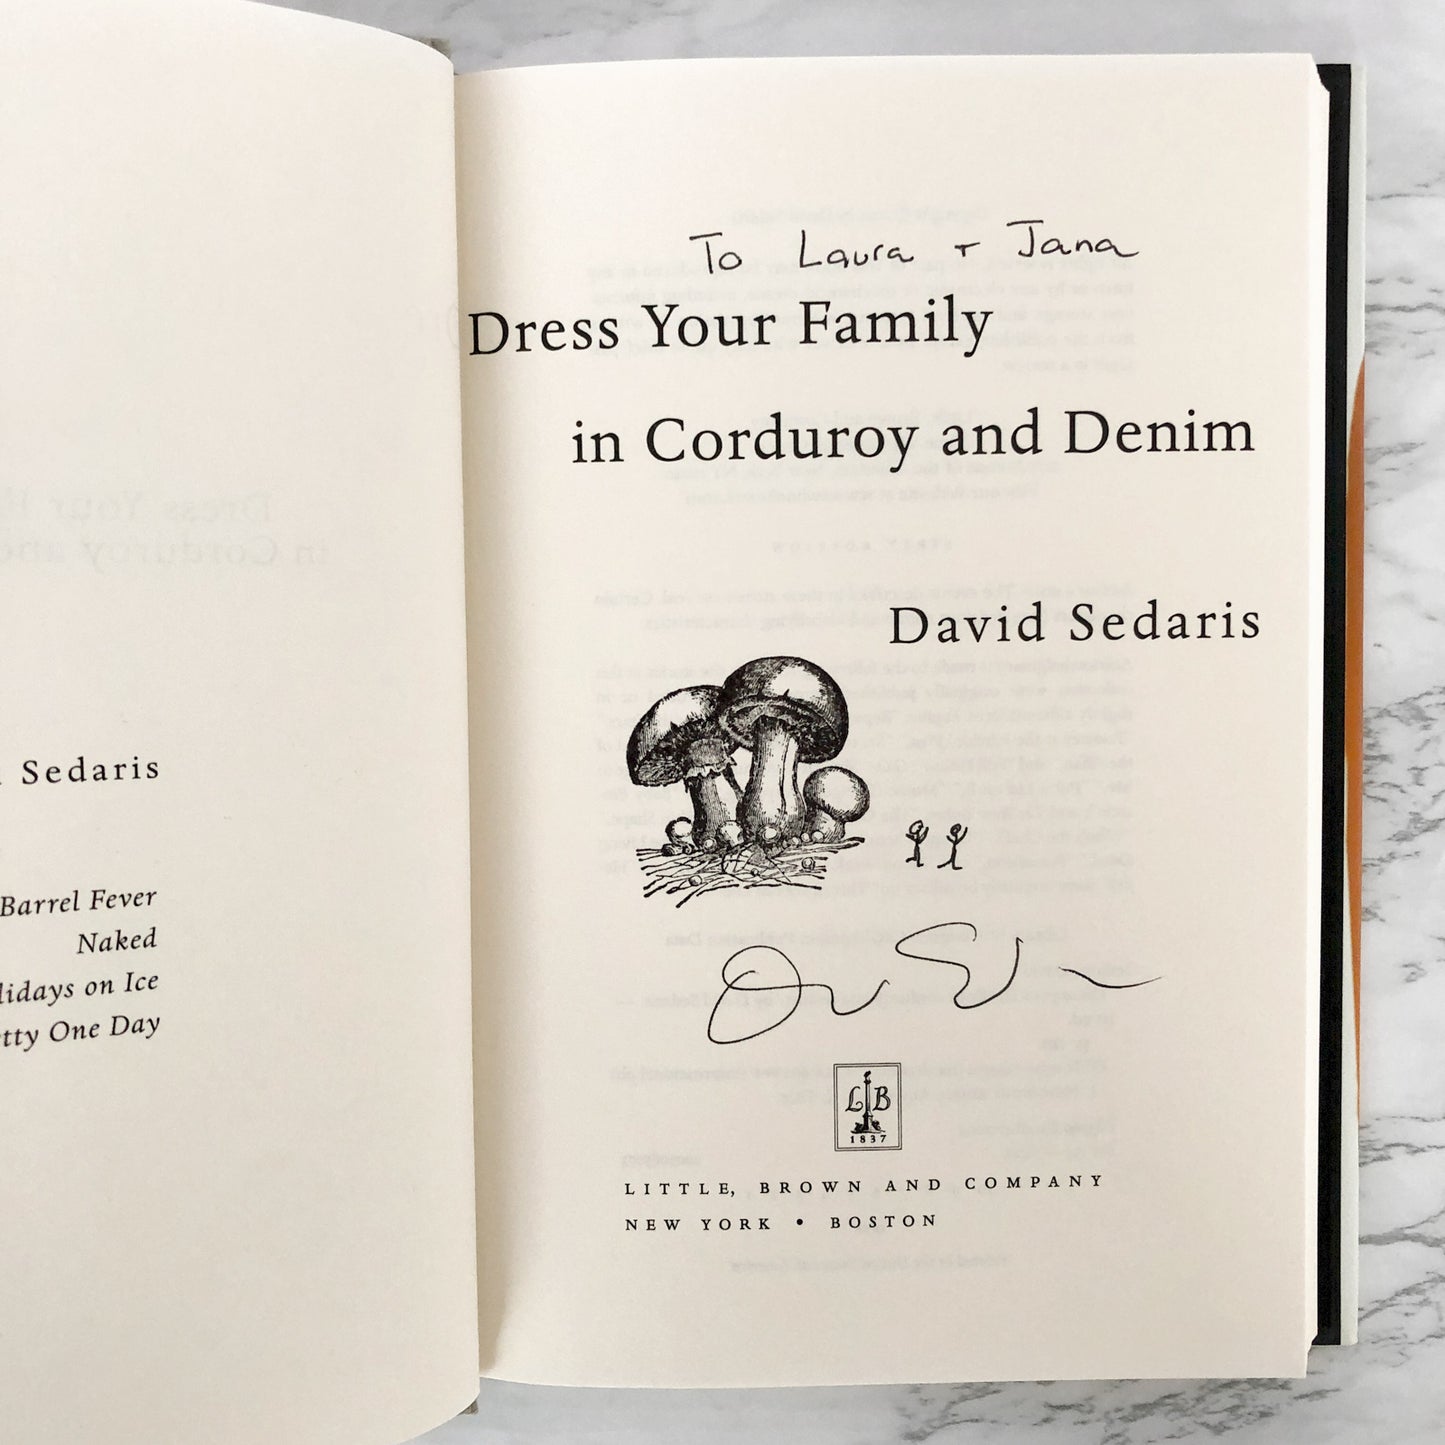 Sedaris
Barrel Fever
Naked
lidays on Ice
tty One Day
To Laura + Jana
Dress Your Family
in Corduroy and Denim
David Sedaris
L B
1837
LITTLE, BROWN AND COMPANY
NEW YORK • BOSTON